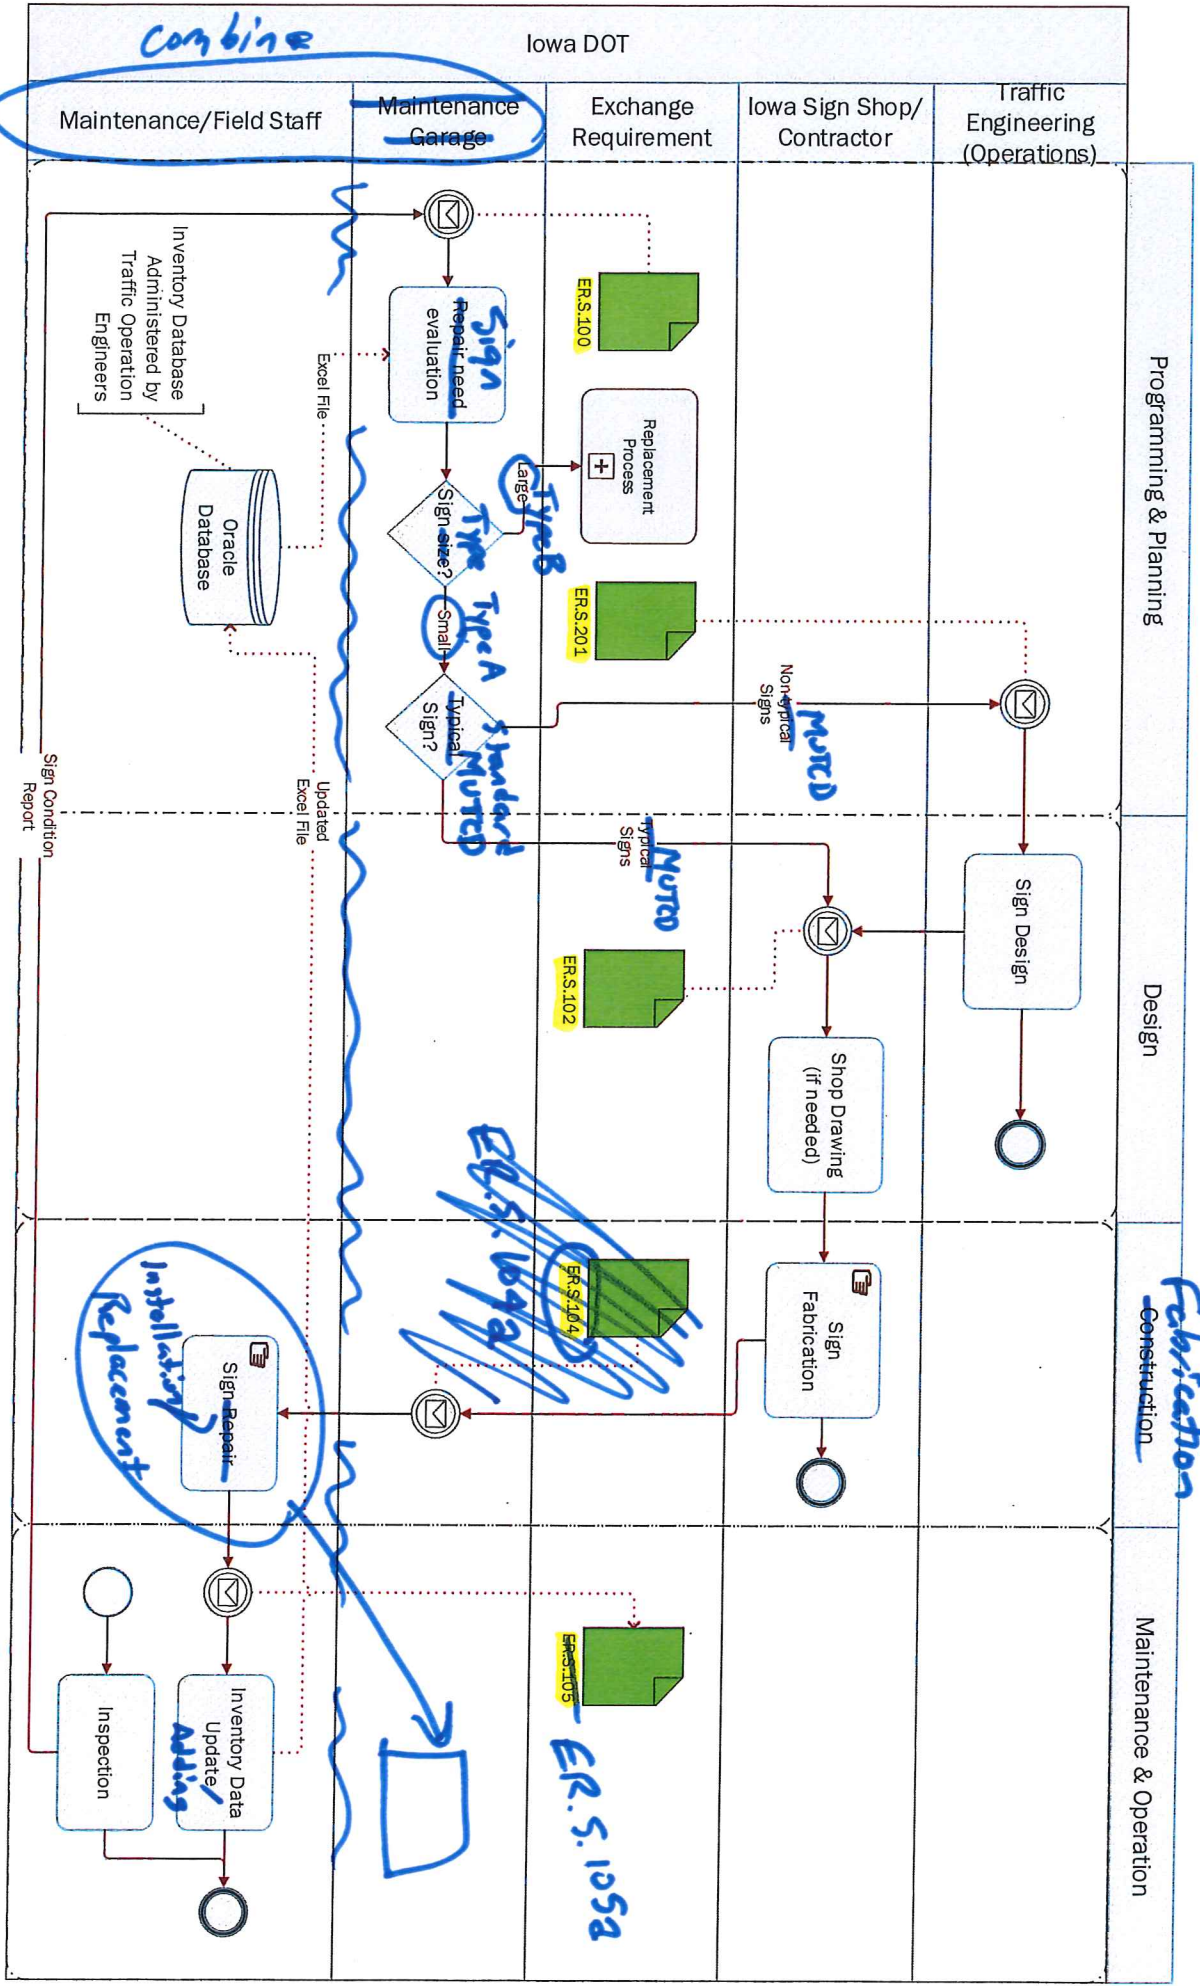 combine
Iowa DOT
Maintenance/Field Staff
Maintenance
Garage
Exchange
Requirement
Iowa Sign Shop/
Contractor
Traffic
Engineering
(Operations)
Programming & Planning
Design
Construction
Fabrication
Maintenance & Operation
ER.S.100
Sign
Repair need
evaluation
Replacement
Process
Large
Type B
Type
Sign size?
Small
Type A
ER.S.201
Typical
Sign?
Standard
MUTCD
Non-typical
Signs
MUTCD
Typical
Signs
MUTCD
Inventory Database
Administered by
Traffic Operation
Engineers
Excel File
Oracle
Database
Updated
Excel File
Sign Condition
Report
Sign Design
ER.S.102
Shop Drawing
(if needed)
Sign
Fabrication
ER.S.104
E.R.S.104a
Sign Repair
Installation/
Replacement
ER.S.105
ER.S.105a
Inventory Data
Update/
Adding
Inspection